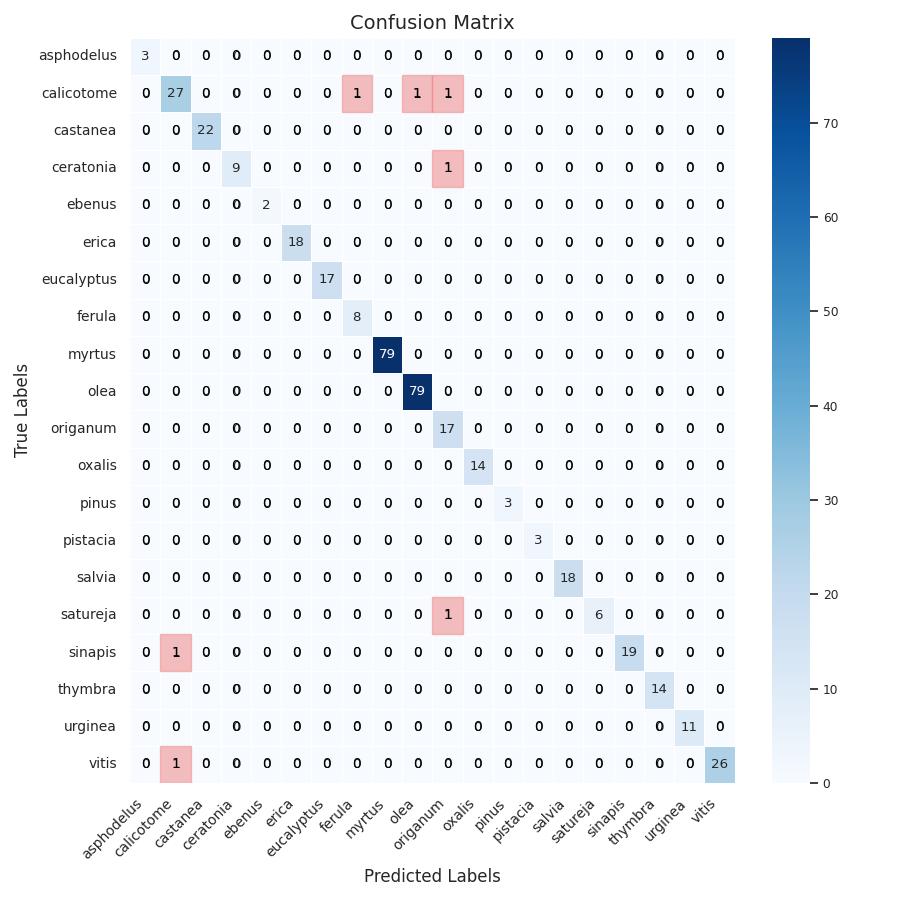 Confusion Matrix
asphodelus 3 0 0 0 0 0 0 0 0 0 0 0 0 0 0 0 0 0 0 0
calicotome 0 27 0 0 0 0 0 1 0 1 1 0 0 0 0 0 0 0 0 0
castanea 0 0 22 0 0 0 0 0 0 0 0 0 0 0 0 0 0 0 0 0
ceratonia 0 0 0 9 0 0 0 0 0 0 1 0 0 0 0 0 0 0 0 0
ebenus 0 0 0 0 2 0 0 0 0 0 0 0 0 0 0 0 0 0 0 0
erica 0 0 0 0 0 18 0 0 0 0 0 0 0 0 0 0 0 0 0 0
eucalyptus 0 0 0 0 0 0 17 0 0 0 0 0 0 0 0 0 0 0 0 0
ferula 0 0 0 0 0 0 0 8 0 0 0 0 0 0 0 0 0 0 0 0
myrtus 0 0 0 0 0 0 0 0 79 0 0 0 0 0 0 0 0 0 0 0
olea 0 0 0 0 0 0 0 0 0 79 0 0 0 0 0 0 0 0 0 0
origanum 0 0 0 0 0 0 0 0 0 0 17 0 0 0 0 0 0 0 0 0
oxalis 0 0 0 0 0 0 0 0 0 0 0 14 0 0 0 0 0 0 0 0
pinus 0 0 0 0 0 0 0 0 0 0 0 0 3 0 0 0 0 0 0 0
pistacia 0 0 0 0 0 0 0 0 0 0 0 0 0 3 0 0 0 0 0 0
salvia 0 0 0 0 0 0 0 0 0 0 0 0 0 0 18 0 0 0 0 0
satureja 0 0 0 0 0 0 0 0 0 0 1 0 0 0 0 6 0 0 0 0
sinapis 0 1 0 0 0 0 0 0 0 0 0 0 0 0 0 0 19 0 0 0
thymbra 0 0 0 0 0 0 0 0 0 0 0 0 0 0 0 0 0 14 0 0
urginea 0 0 0 0 0 0 0 0 0 0 0 0 0 0 0 0 0 0 11 0
vitis 0 1 0 0 0 0 0 0 0 0 0 0 0 0 0 0 0 0 0 26
asphodelus calicotome castanea ceratonia ebenus erica eucalyptus ferula myrtus olea origanum oxalis pinus pistacia salvia satureja sinapis thymbra urginea vitis
Predicted Labels
True Labels
70
60
50
40
30
20
10
0